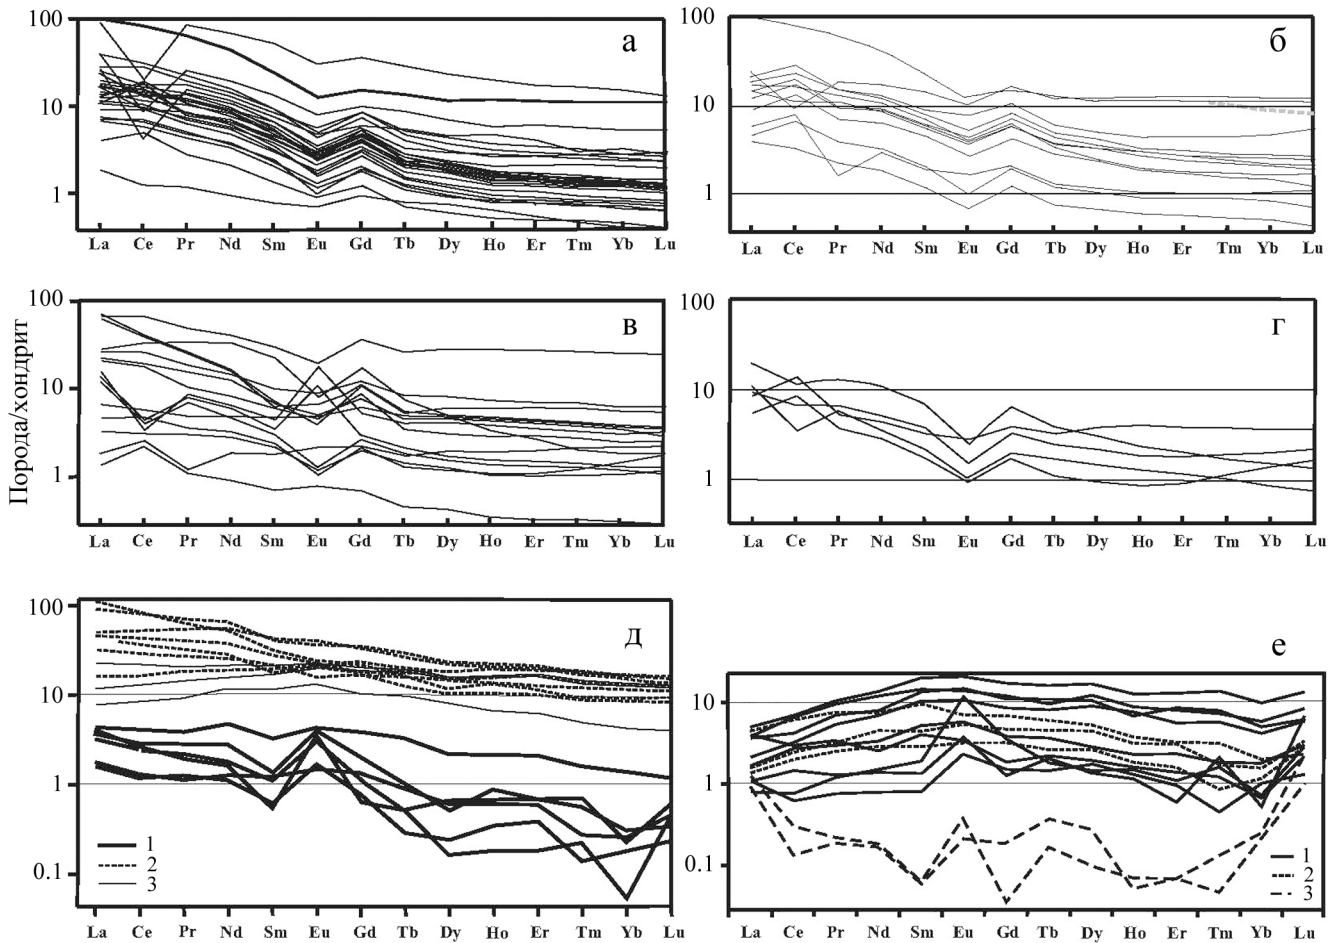 100
10
1
а
La Ce Pr Nd Sm Eu Gd Tb Dy Ho Er Tm Yb Lu
100
10
1
б
La Ce Pr Nd Sm Eu Gd Tb Dy Ho Er Tm Yb Lu
Порода/хондрит
100
10
1
в
La Ce Pr Nd Sm Eu Gd Tb Dy Ho Er Tm Yb Lu
100
10
1
г
La Ce Pr Nd Sm Eu Gd Tb Dy Ho Er Tm Yb Lu
100
10
1
0.1
д
1
2
3
La Ce Pr Nd Sm Eu Gd Tb Dy Ho Er Tm Yb Lu
10
1
0.1
е
1
2
3
La Ce Pr Nd Sm Eu Gd Tb Dy Ho Er Tm Yb Lu